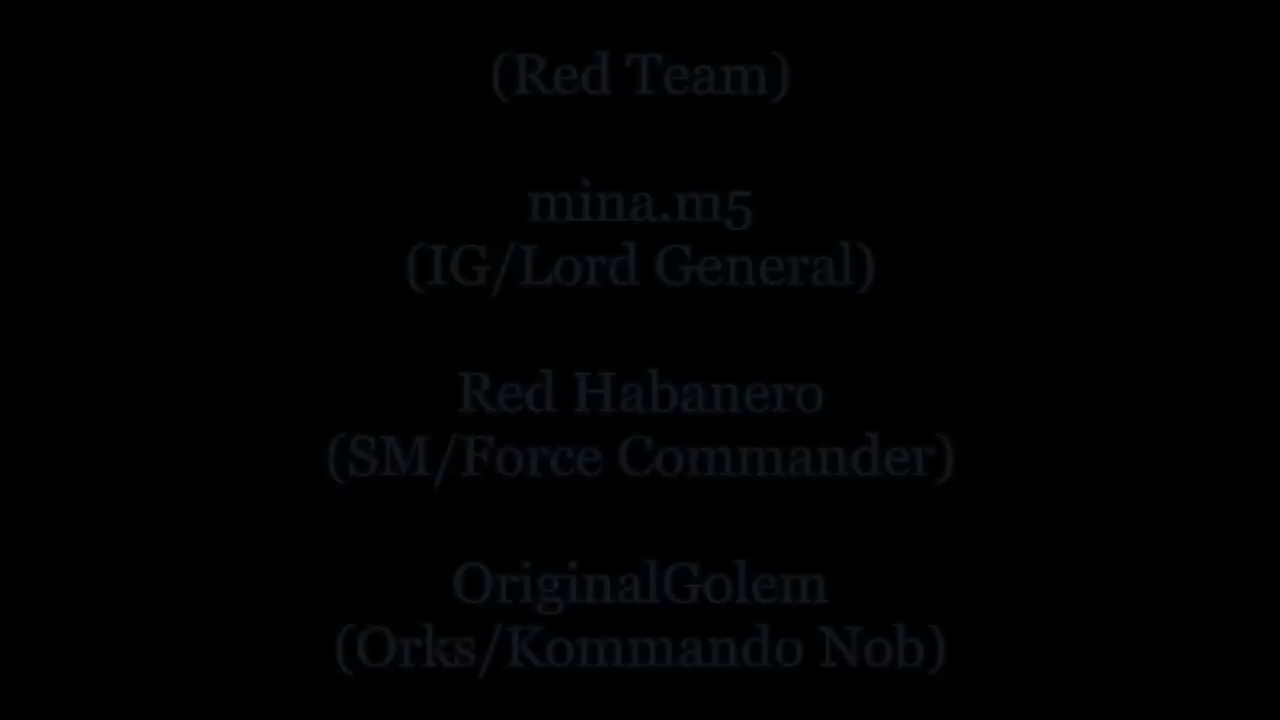 (Red Team)
mina.m5
(IG/Lord General)
Red Habanero
(SM/Force Commander)
OriginalGolem
(Orks/Kommando Nob)